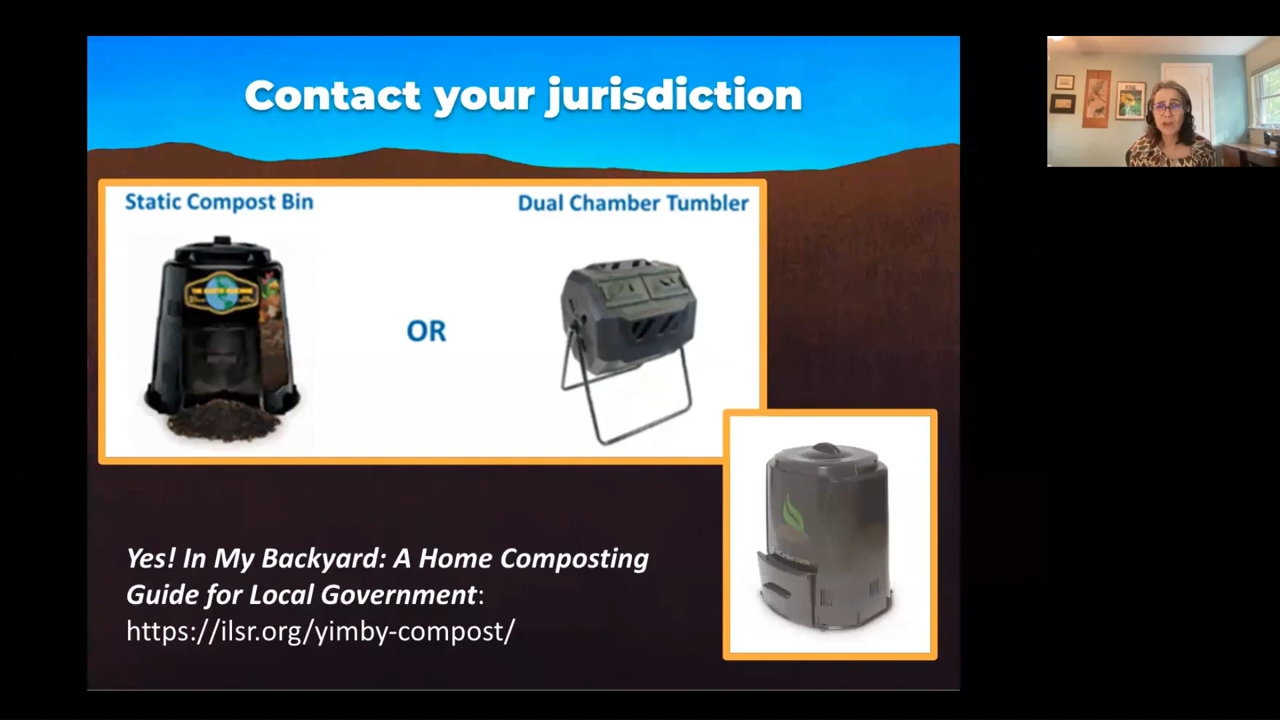 Contact your jurisdiction
Static Compost Bin
Dual Chamber Tumbler
OR
Yes! In My Backyard: A Home Composting
Guide for Local Government:
https://ilsr.org/yimby-compost/